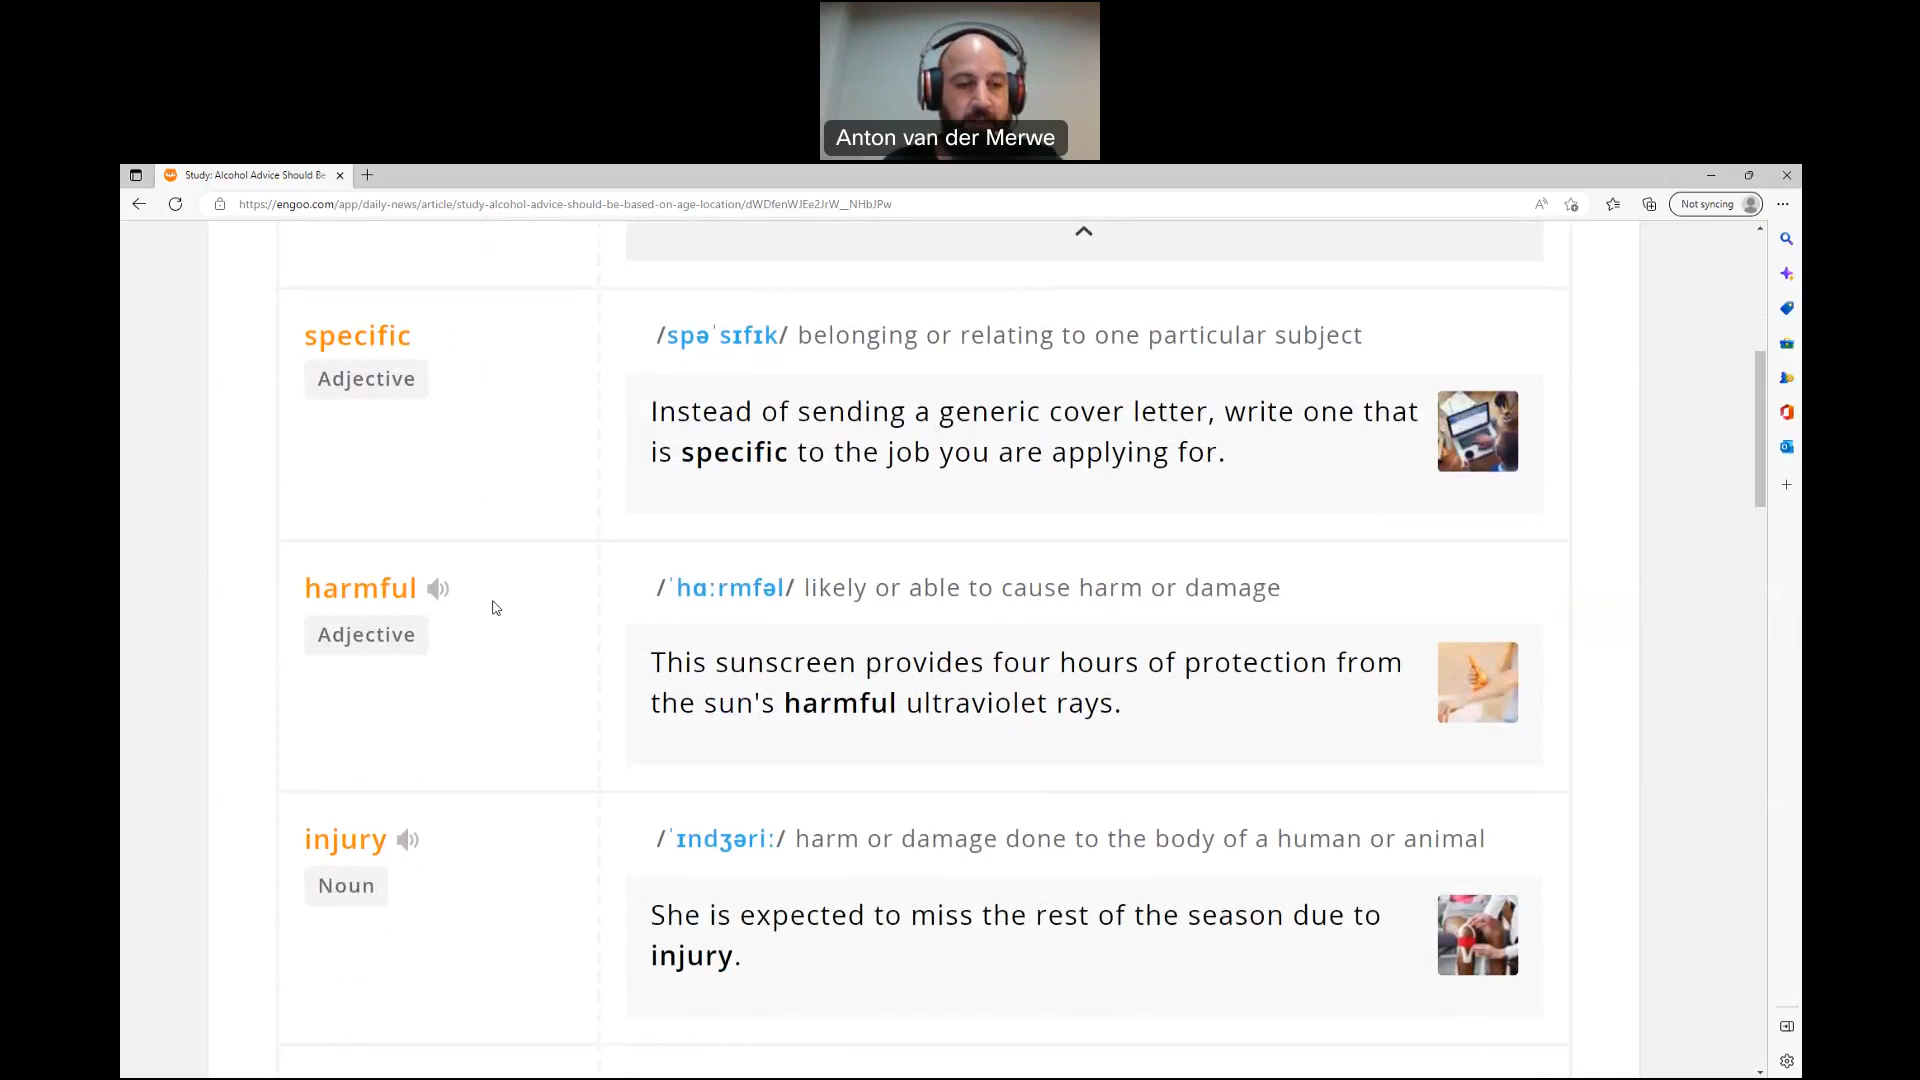 Anton van der Merwe
Study: Alcohol Advice Should Be
https://engoo.com/app/daily-news/article/study-alcohol-advice-should-be-based-on-age-location/dWDfenWJEe2JrW__NHbJPw
Not syncing
specific
/spəˈsɪfɪk/ belonging or relating to one particular subject
Adjective
Instead of sending a generic cover letter, write one that
is specific to the job you are applying for.
harmful
/ˈhɑːrmfəl/ likely or able to cause harm or damage
Adjective
This sunscreen provides four hours of protection from
the sun's harmful ultraviolet rays.
injury
/ˈɪndʒəriː/ harm or damage done to the body of a human or animal
Noun
She is expected to miss the rest of the season due to
injury.